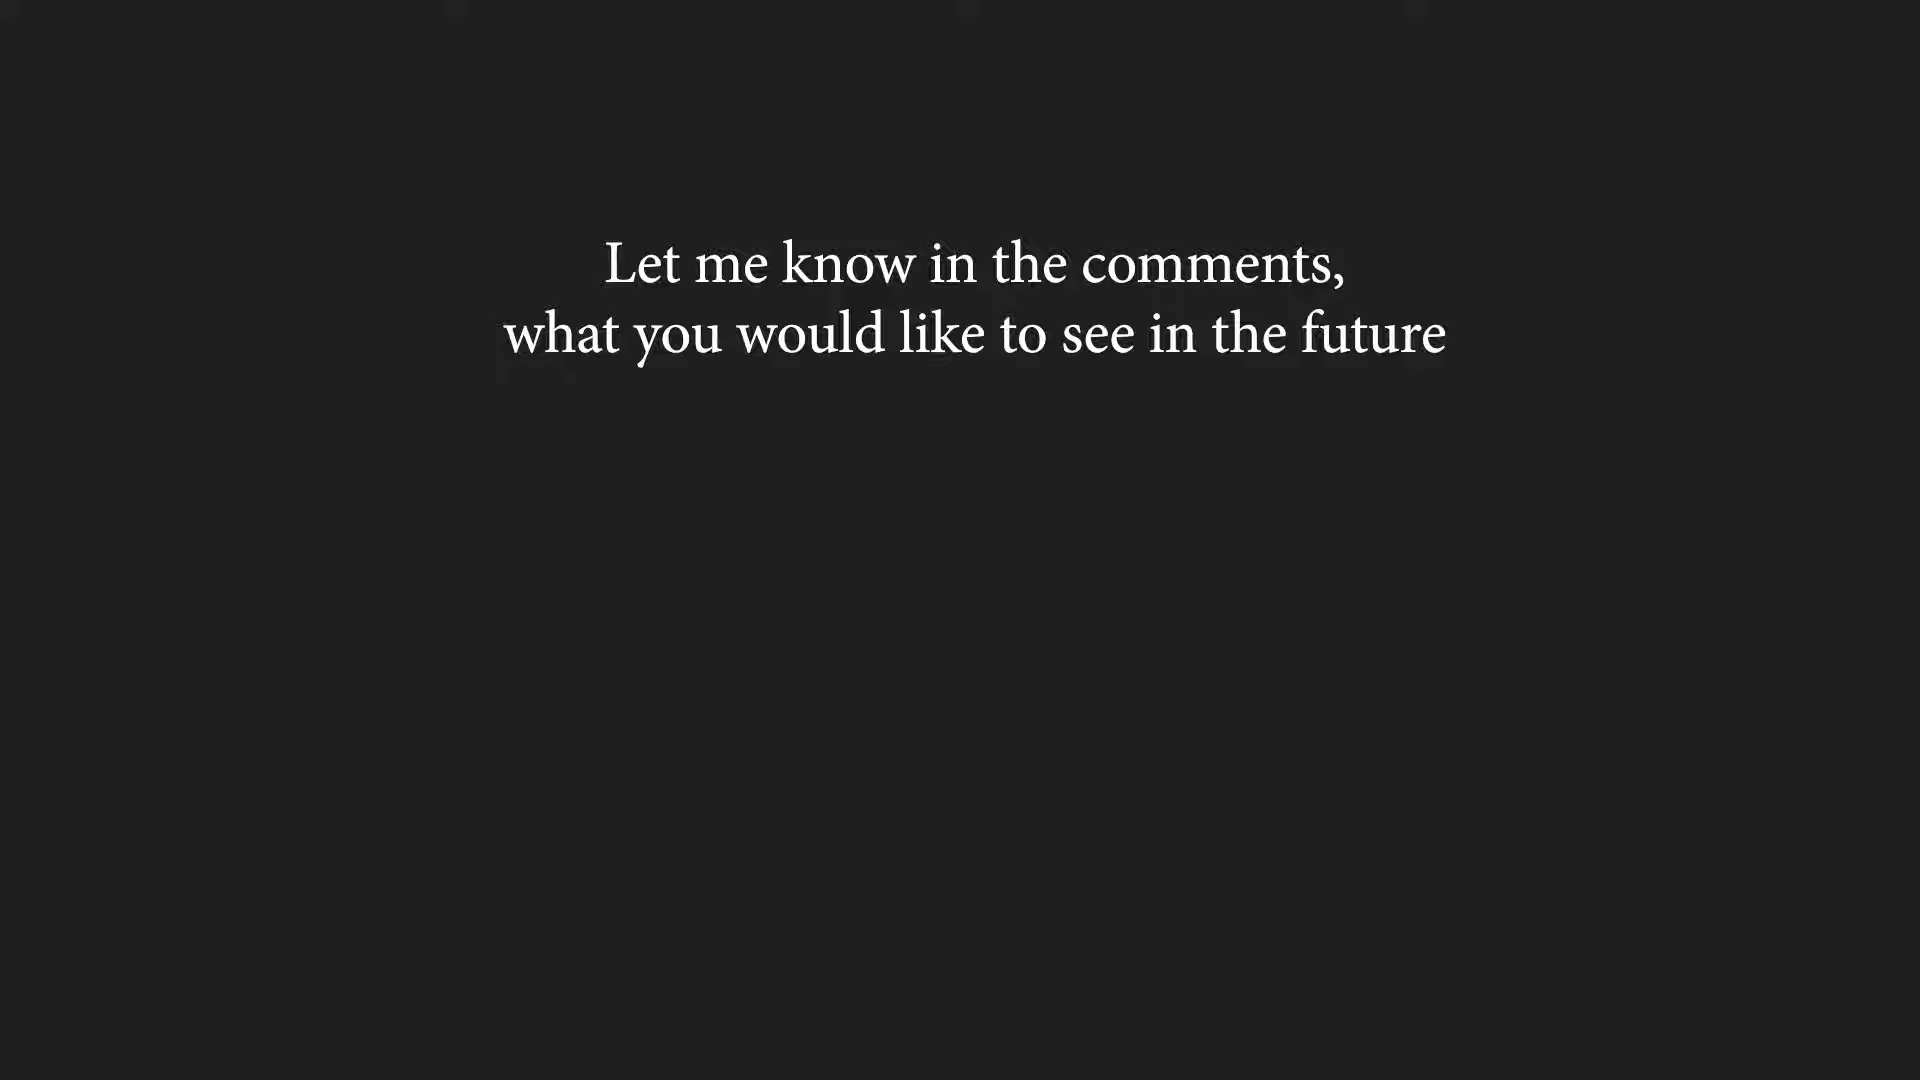 Let me know in the comments,
what you would like to see in the future